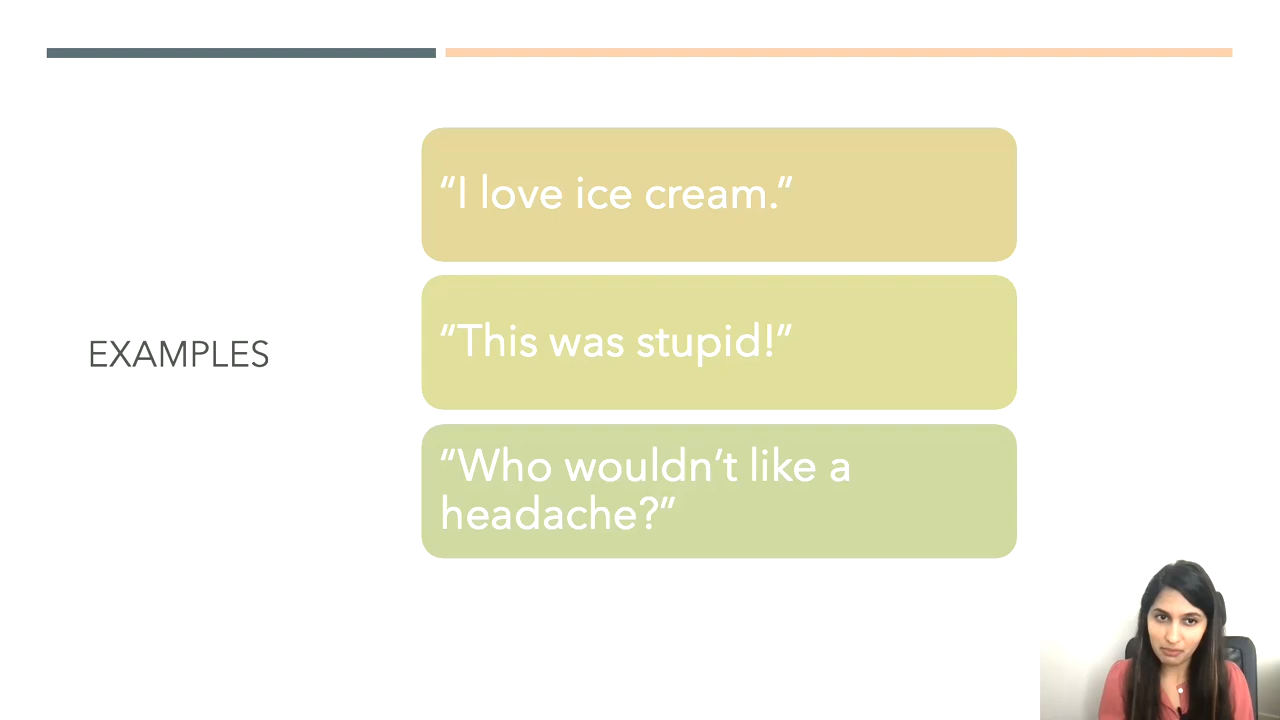 EXAMPLES
“I love ice cream.”
“This was stupid!”
“Who wouldn’t like a
headache?”